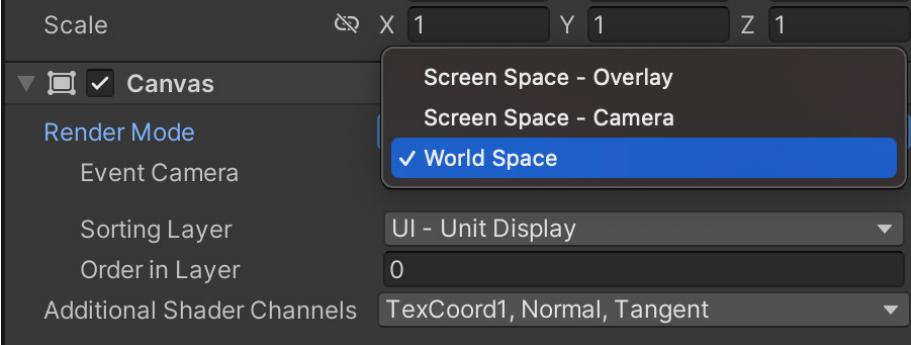 Scale X 1 Y 1 Z 1
Canvas
Screen Space - Overlay
Screen Space - Camera
Render Mode
World Space
Event Camera
Sorting Layer UI - Unit Display
Order in Layer 0
Additional Shader Channels TexCoord1, Normal, Tangent